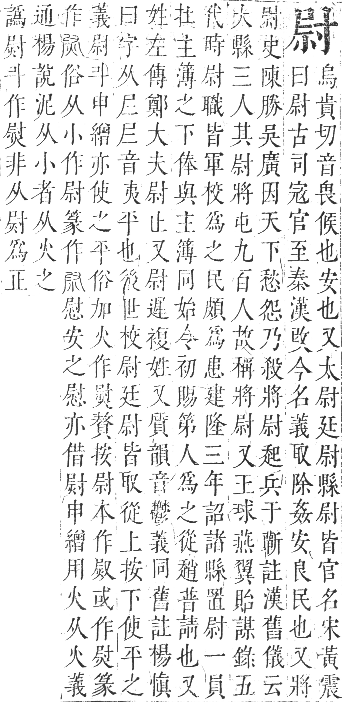 尉
烏貴切音畏候也安也又太尉廷尉縣尉皆官名宋黃震
曰尉古司寇官至秦漢改今名義取除姦安良民也又將
尉史陳勝吳廣因天下愁怨乃殺將尉起兵于蘄註漢舊儀云
大縣三人其尉將屯九百人故稱將尉又王球燕翼貽謀錄五
代時尉職皆軍校爲之民頗爲患建隆三年詔諸縣置尉一員
在主簿之下俸與主簿同始令初賜第人爲之從趙普請也又
姓左傳鄭大夫尉止又尉遲複姓又質韻音鬱義同舊註楊愼
曰字从𡰥𡰥音夷平也後世校尉廷尉皆取從上按下使平之
義尉斗申繒亦使之平俗加火作熨贅按尉本作㷉或作熨篆
作㷉俗从小作尉篆作㷉慰安之慰亦借尉申繒用火从火義
通楊說泥从小者从火之
譌尉斗作熨非从尉爲正